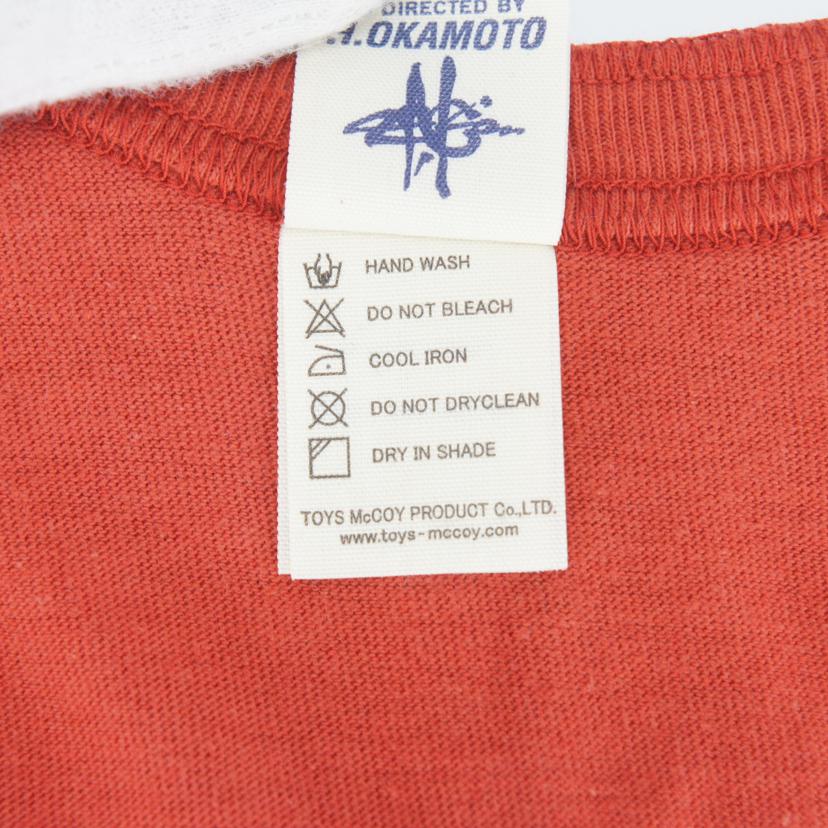 DIRECTED BY
H.OKAMOTO
HAND WASH
DO NOT BLEACH
COOL IRON
DO NOT DRYCLEAN
DRY IN SHADE
TOYS McCOY PRODUCT Co.,LTD.
www.toys-mccoy.com